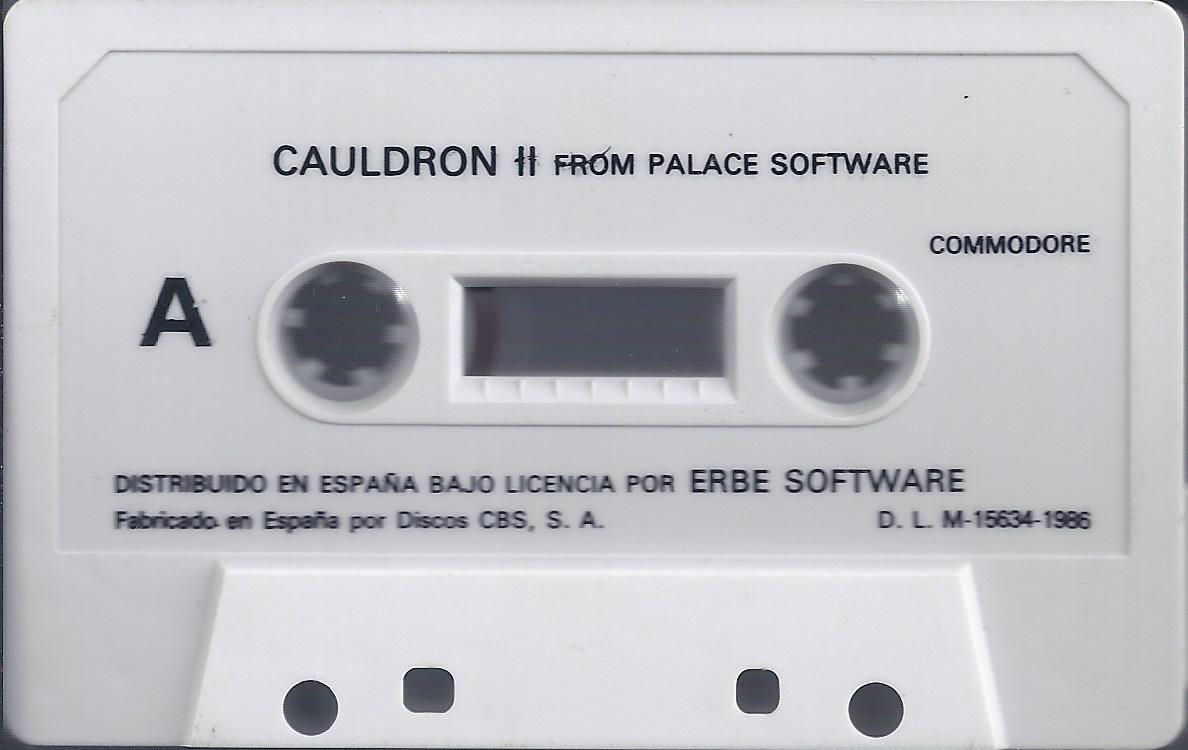 CAULDRON II FROM PALACE SOFTWARE
COMMODORE
A
DISTRIBUIDO EN ESPAÑA BAJO LICENCIA POR ERBE SOFTWARE
Fabricado en España por Discos CBS, S. A.
D. L. M-15634-1986